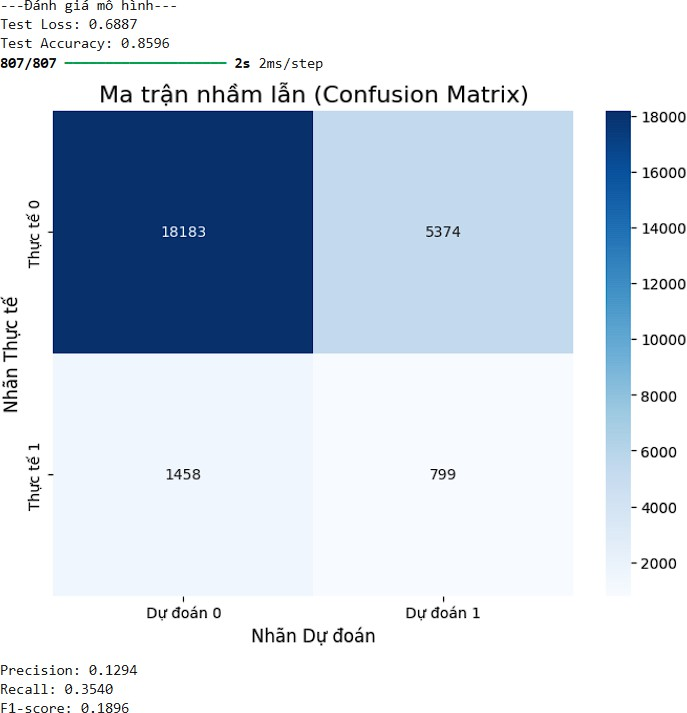 ---Đánh giá mô hình---
Test Loss: 0.6887
Test Accuracy: 0.8596
807/807 ━━━━━━━━━━━━━━━━━━━━ 2s 2ms/step
Ma trận nhầm lẫn (Confusion Matrix)
Nhãn Thực tế
Thực tế 0
18183
5374
Thực tế 1
1458
799
Dự đoán 0
Dự đoán 1
Nhãn Dự đoán
18000
16000
14000
12000
10000
8000
6000
4000
2000
Precision: 0.1294
Recall: 0.3540
F1-score: 0.1896